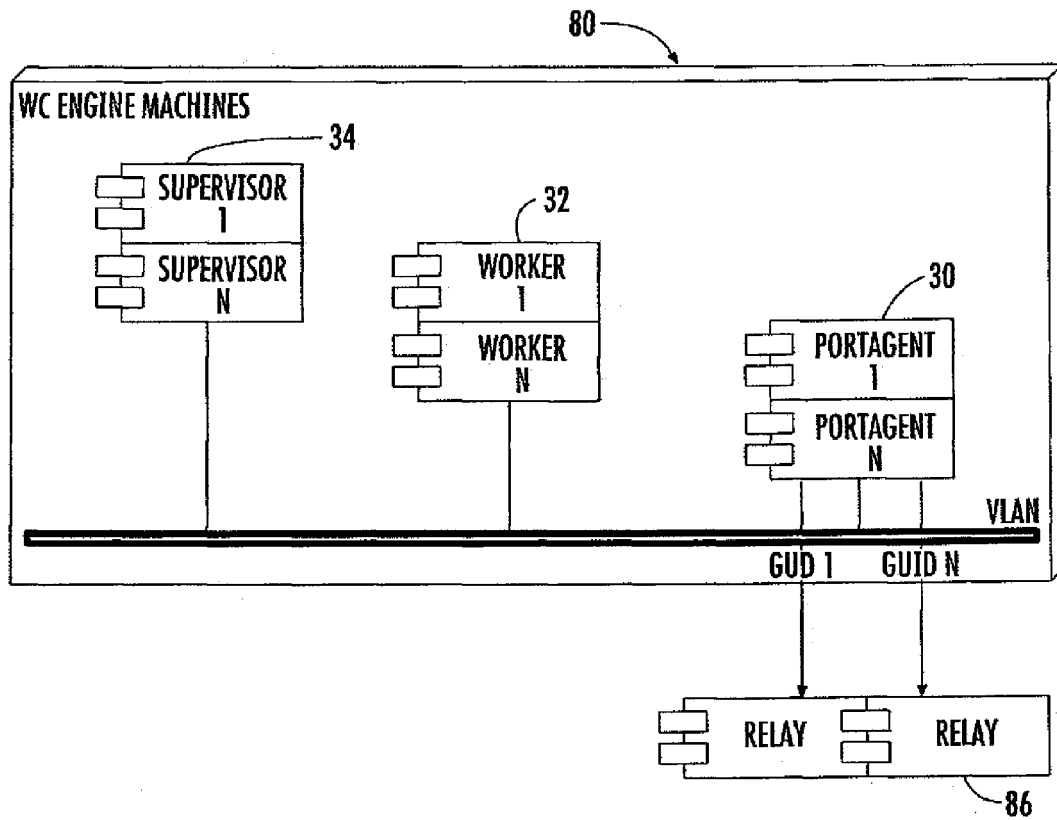 80
WC ENGINE MACHINES
34
SUPERVISOR
1
SUPERVISOR
N
32
WORKER
1
WORKER
N
30
PORTAGENT
1
PORTAGENT
N
VLAN
GUD 1
GUID N
RELAY
RELAY
86